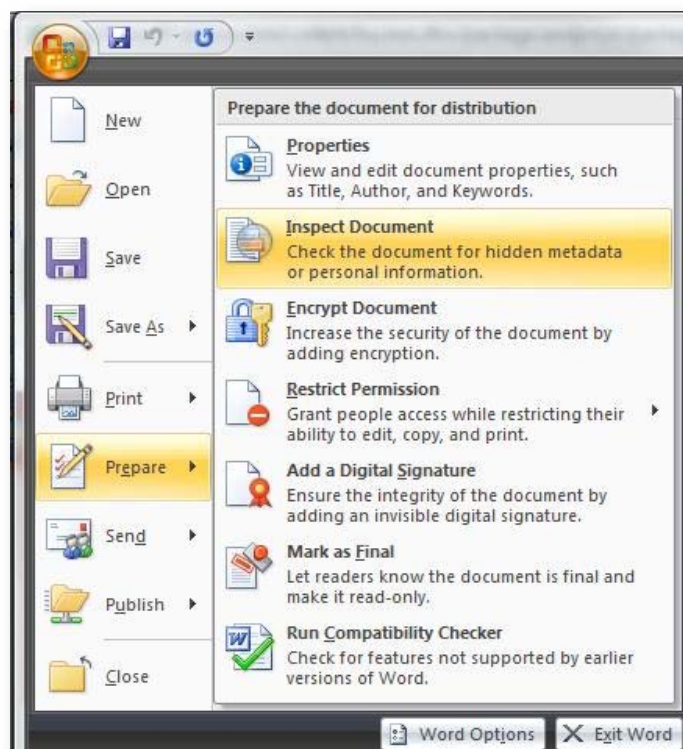 New
Open
Save
Save As
Print
Prepare
Send
Publish
Close
Prepare the document for distribution
Properties
View and edit document properties, such
as Title, Author, and Keywords.
Inspect Document
Check the document for hidden metadata
or personal information.
Encrypt Document
Increase the security of the document by
adding encryption.
Restrict Permission
Grant people access while restricting their
ability to edit, copy, and print.
Add a Digital Signature
Ensure the integrity of the document by
adding an invisible digital signature.
Mark as Final
Let readers know the document is final and
make it read-only.
Run Compatibility Checker
Check for features not supported by earlier
versions of Word.
Word Options
Exit Word